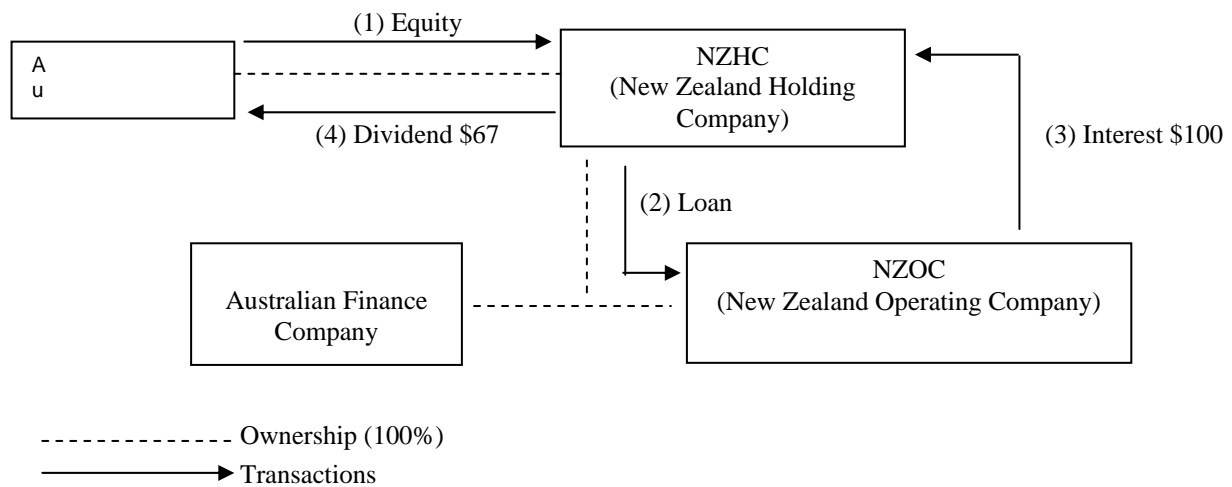 (1) Equity
A
u
NZHC
(New Zealand Holding
Company)
(4) Dividend $67
(3) Interest $100
(2) Loan
Australian Finance
Company
NZOC
(New Zealand Operating Company)
Ownership (100%)
Transactions